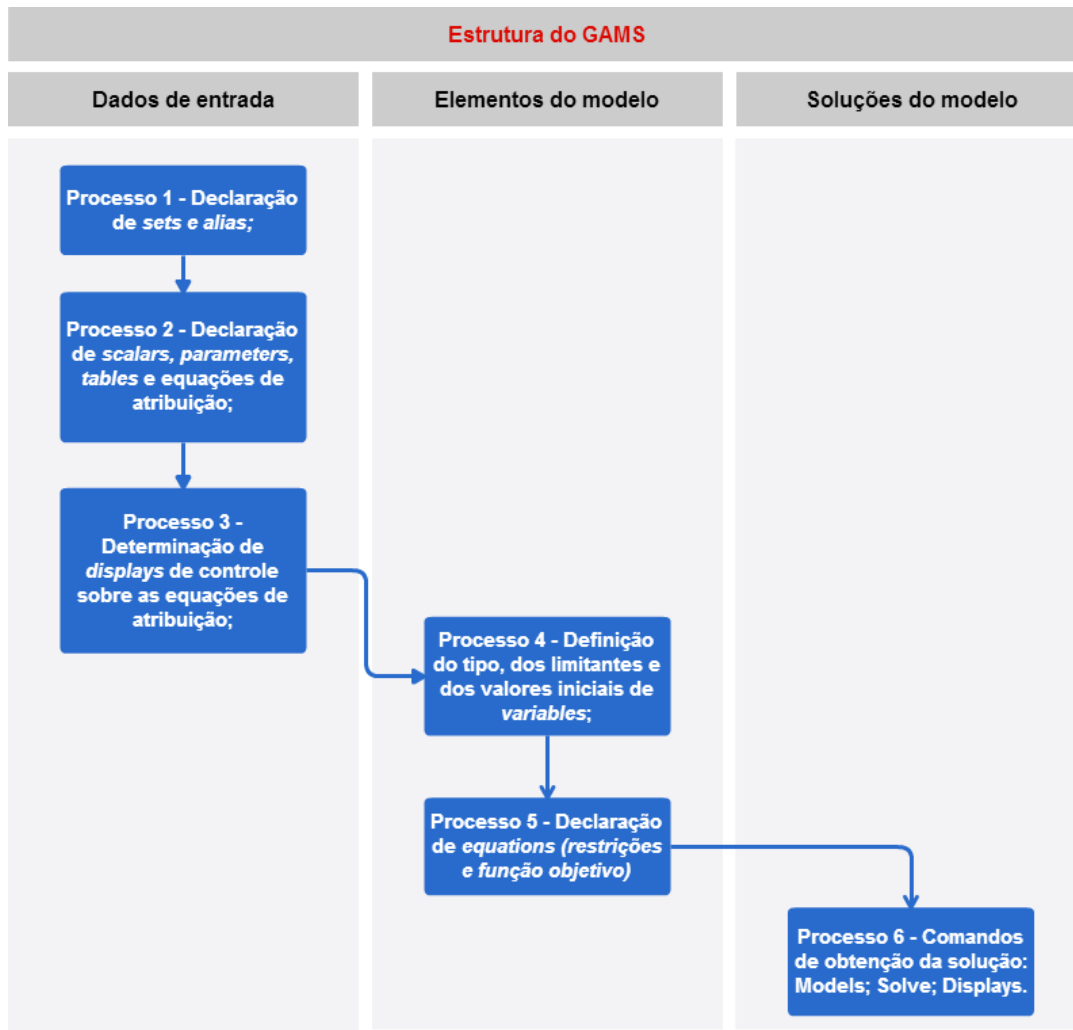 Estrutura do GAMS
Dados de entrada
Elementos do modelo
Soluções do modelo
Processo 1 - Declaração
de sets e alias;
Processo 2 - Declaração
de scalars, parameters,
tables e equações de
atribuição;
Processo 3 -
Determinação de
displays de controle
sobre as equações de
atribuição;
Processo 4 - Definição
do tipo, dos limitantes e
dos valores iniciais de
variables;
Processo 5 - Declaração
de equations (restrições
e função objetivo)
Processo 6 - Comandos
de obtenção da solução:
Models; Solve; Displays.